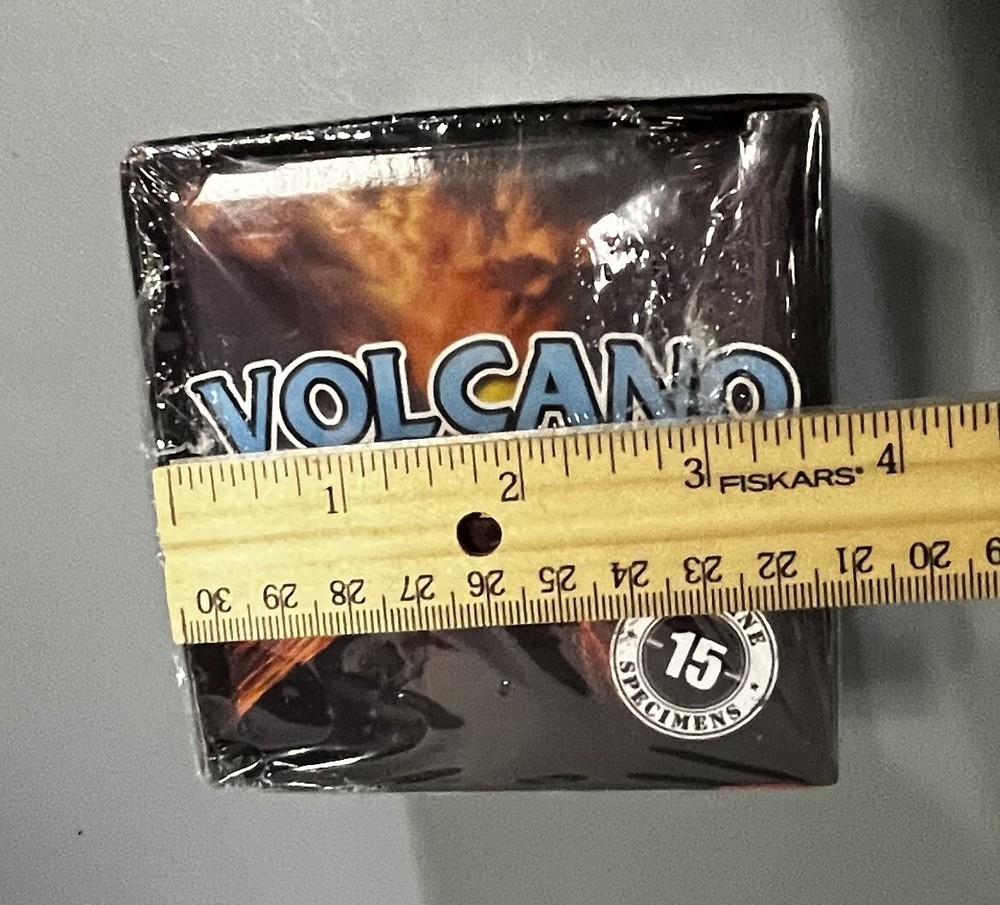 VOLCANO
1 2 3 FISKARS® 4
30 29 28 27 26 25 24 23 22 21 20
15
SPECIMENS